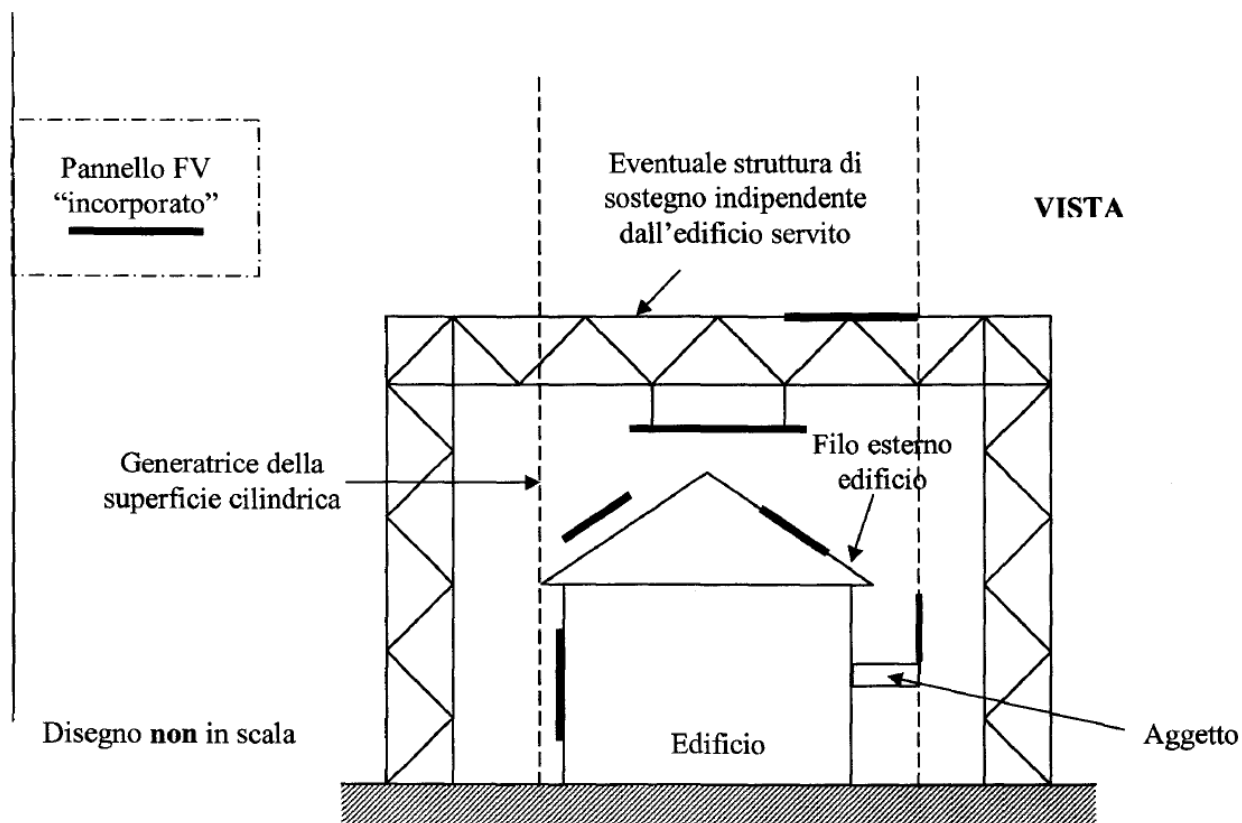 Pannello FV
“incorporato”
Eventuale struttura di
sostegno indipendente
dall’edificio servito
VISTA
Generatrice della
superficie cilindrica
Filo esterno
edificio
Disegno non in scala
Edificio
Aggetto